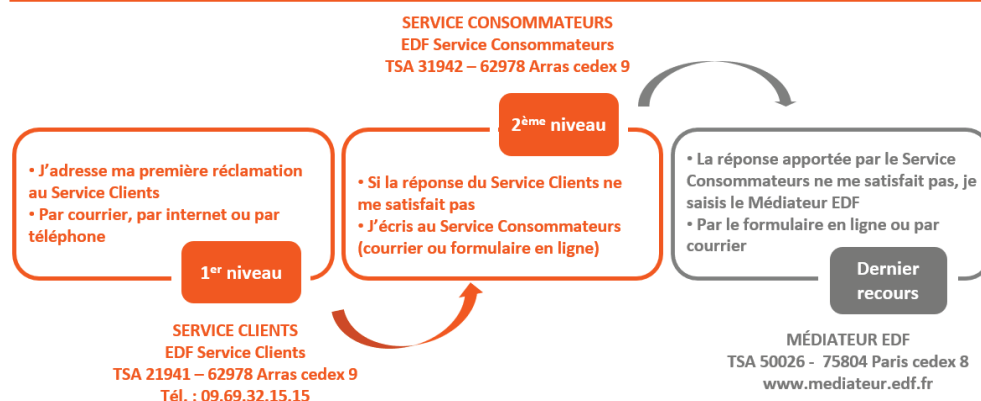 SERVICE CONSOMMATEURS
EDF Service Consommateurs
TSA 31942 – 62978 Arras cedex 9
2ème niveau
• J’adresse ma première réclamation
au Service Clients
• Par courrier, par internet ou par
téléphone
1er niveau
SERVICE CLIENTS
EDF Service Clients
TSA 21941 – 62978 Arras cedex 9
Tél. : 09.69.32.15.15
• Si la réponse du Service Clients ne
me satisfait pas
• J’écris au Service Consommateurs
(courrier ou formulaire en ligne)
• La réponse apportée par le Service
Consommateurs ne me satisfait pas, je
saisis le Médiateur EDF
• Par le formulaire en ligne ou par
courrier
Dernier
recours
MÉDIATEUR EDF
TSA 50026 - 75804 Paris cedex 8
www.mediateur.edf.fr